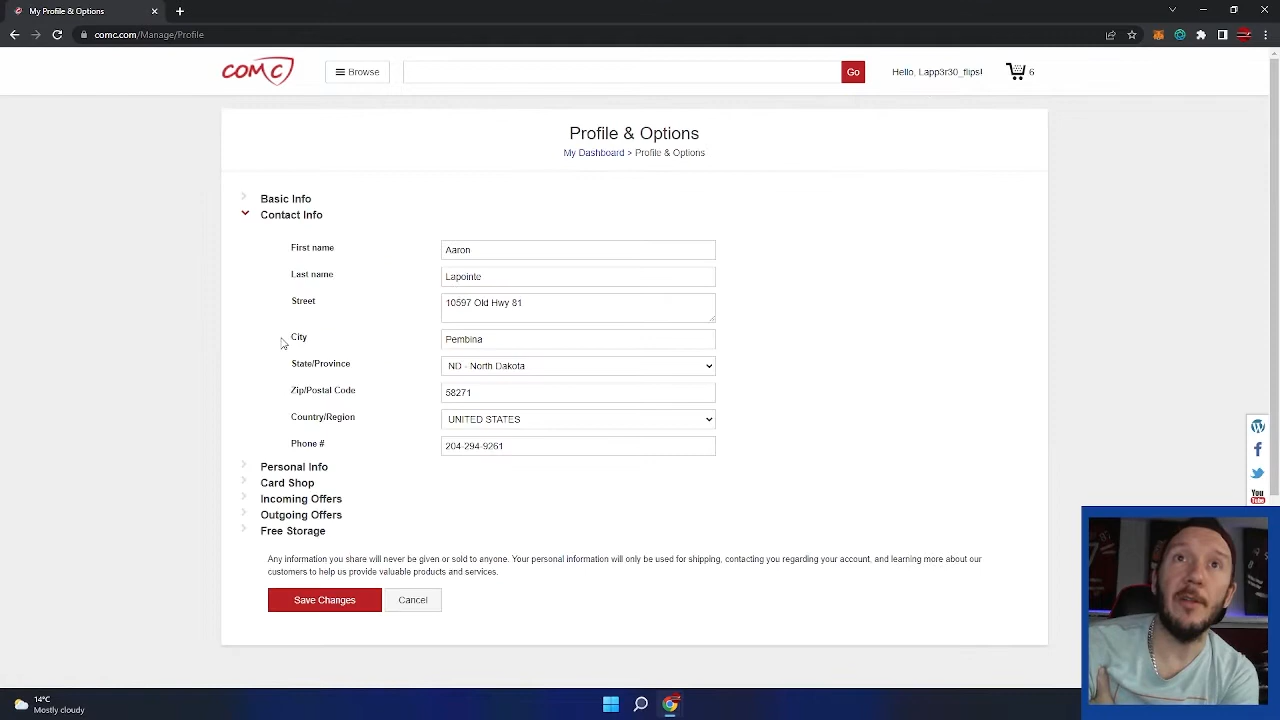 My Profile & Options
comc.com/Manage/Profile
COMC
Browse
Go
Hello, Lapp3r30_flips!
6
Profile & Options
My Dashboard > Profile & Options
Basic Info
Contact Info
First name
Aaron
Last name
Lapointe
Street
10597 Old Hwy 81
City
Pembina
State/Province
ND - North Dakota
Zip/Postal Code
58271
Country/Region
UNITED STATES
Phone #
204-294-9261
Personal Info
Card Shop
Incoming Offers
Outgoing Offers
Free Storage
Any information you share will never be given or sold to anyone. Your personal information will only be used for shipping, contacting you regarding your account, and learning more about our
customers to help us provide valuable products and services.
Save Changes
Cancel
You
Tube
14°C
Mostly cloudy